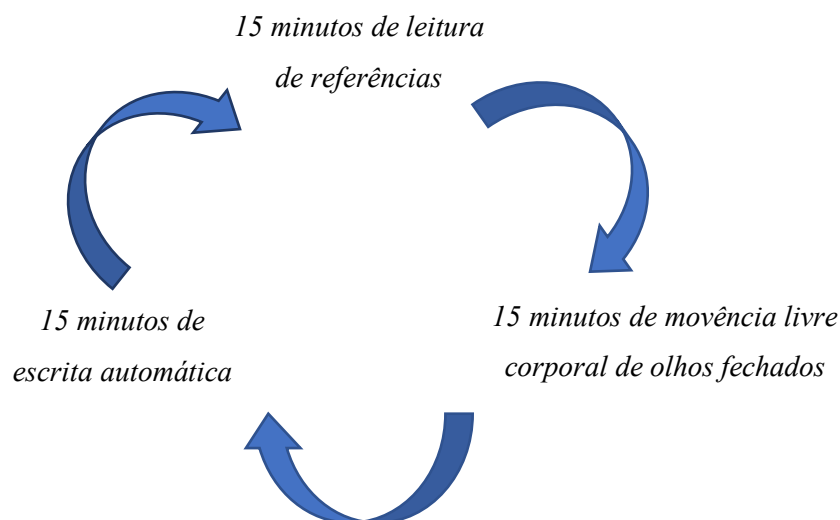 15 minutos de leitura
de referências
15 minutos de movência livre
corporal de olhos fechados
15 minutos de
escrita automática